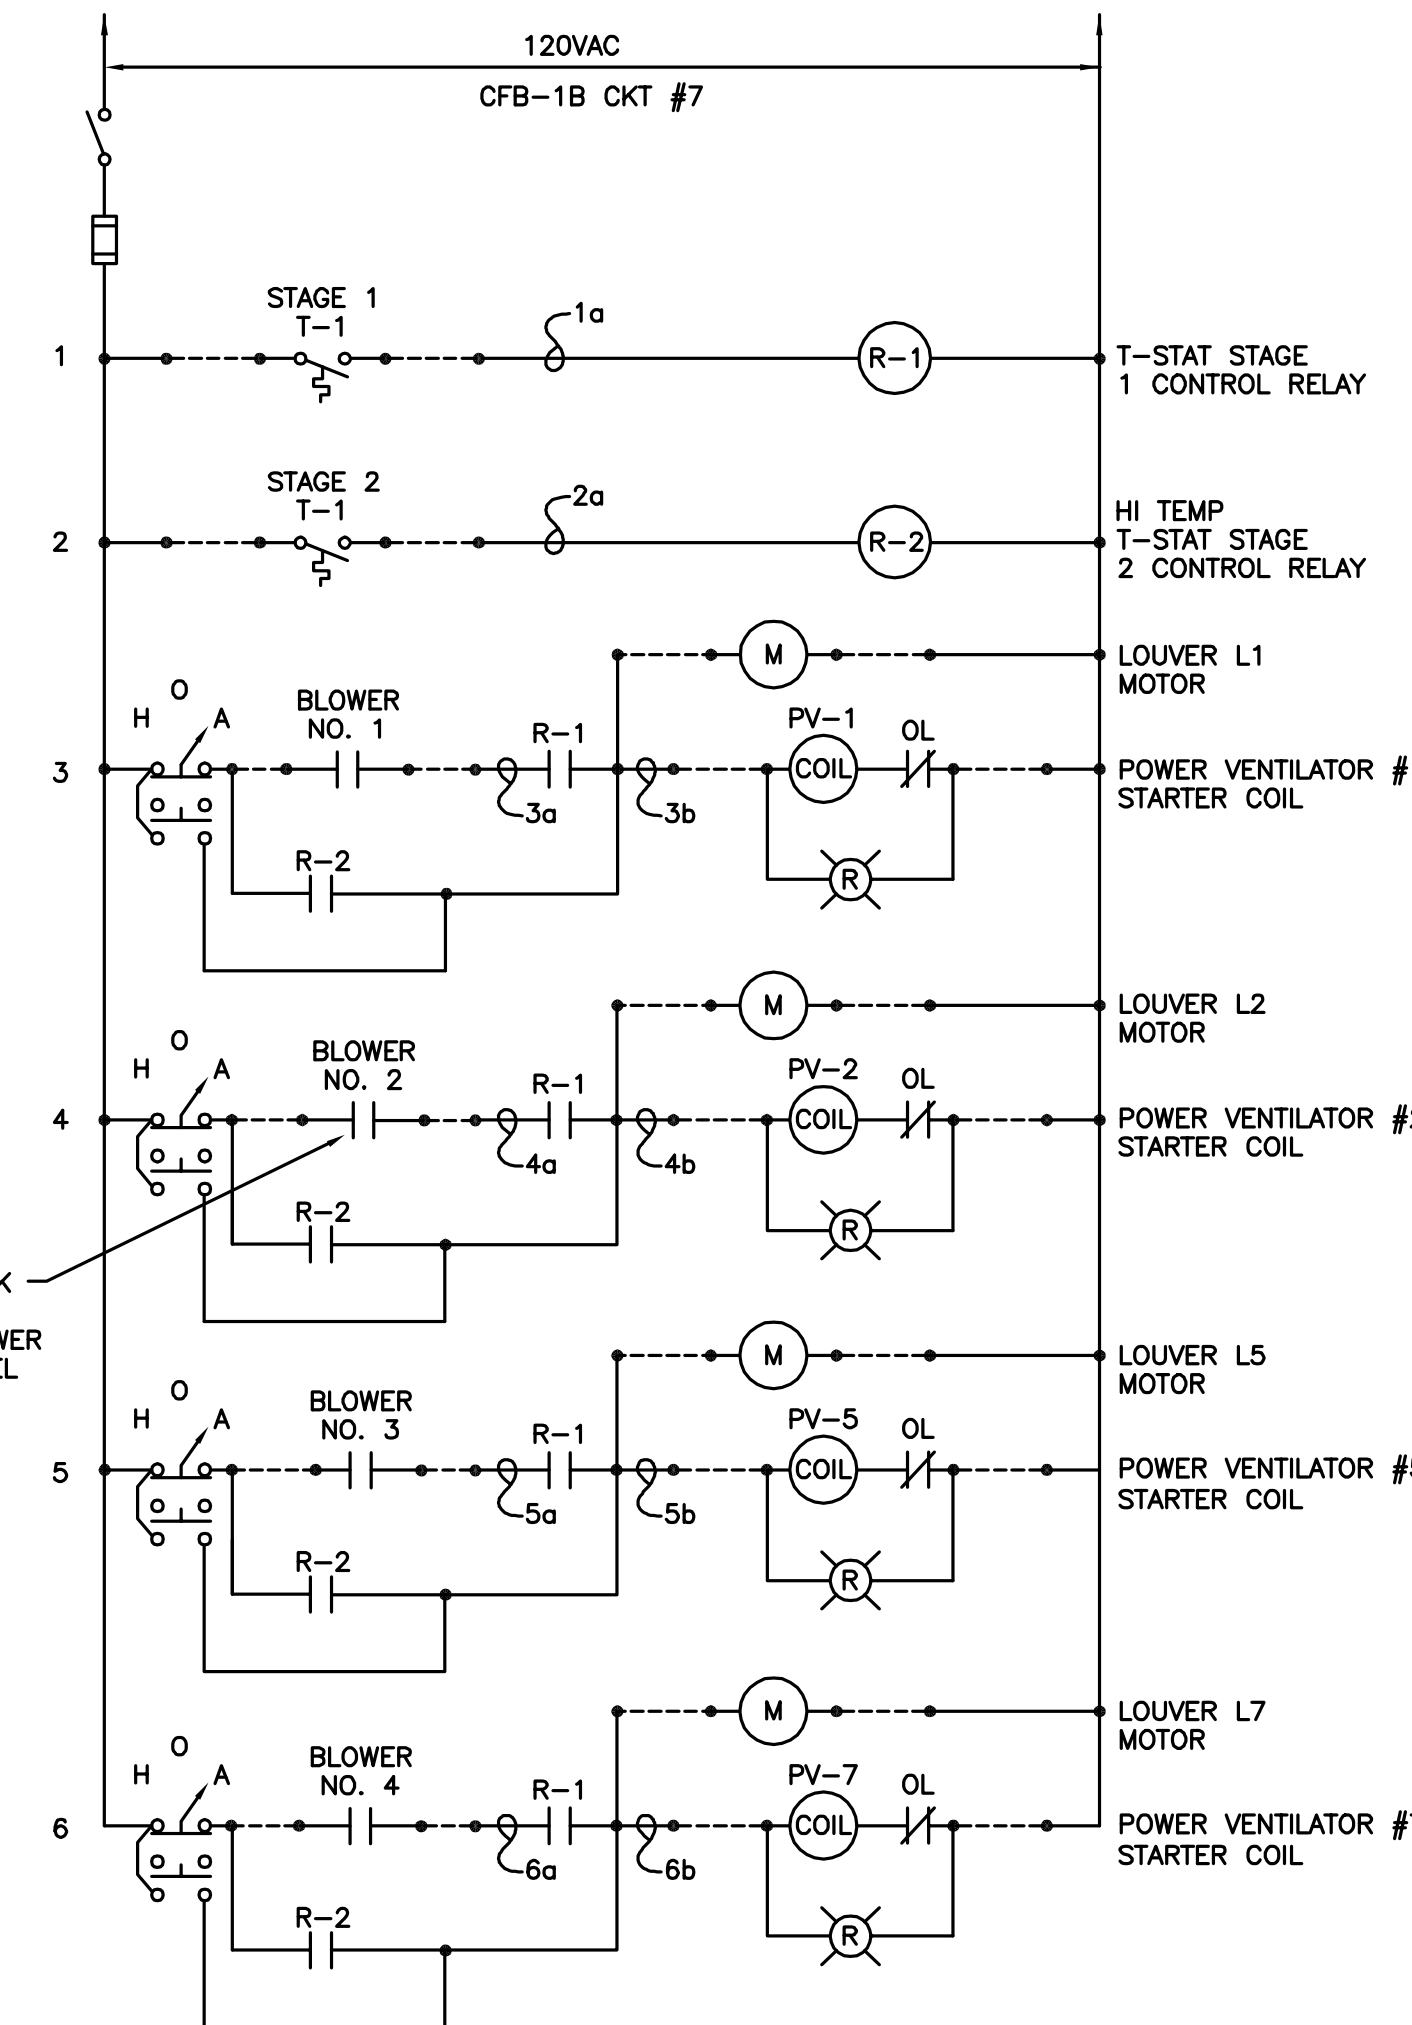 120VAC
CFB-1B CKT #7
STAGE 1
T-1
1a
1
R-1
T-STAT STAGE
1 CONTROL RELAY
STAGE 2
T-1
2a
2
R-2
HI TEMP
T-STAT STAGE
2 CONTROL RELAY
M
LOUVER L1
MOTOR
H O A
BLOWER
NO. 1
R-1
PV-1
OL
3
COIL
POWER VENTILATOR #
STARTER COIL
3a
3b
R-2
R
M
LOUVER L2
MOTOR
H O A
BLOWER
NO. 2
R-1
PV-2
OL
4
COIL
POWER VENTILATOR #
STARTER COIL
4a
4b
R-2
R
M
LOUVER L5
MOTOR
H O A
BLOWER
NO. 3
R-1
PV-5
OL
5
COIL
POWER VENTILATOR #5
STARTER COIL
5a
5b
R-2
R
M
LOUVER L7
MOTOR
H O A
BLOWER
NO. 4
R-1
PV-7
OL
6
COIL
POWER VENTILATOR #
STARTER COIL
6a
6b
R-2
R